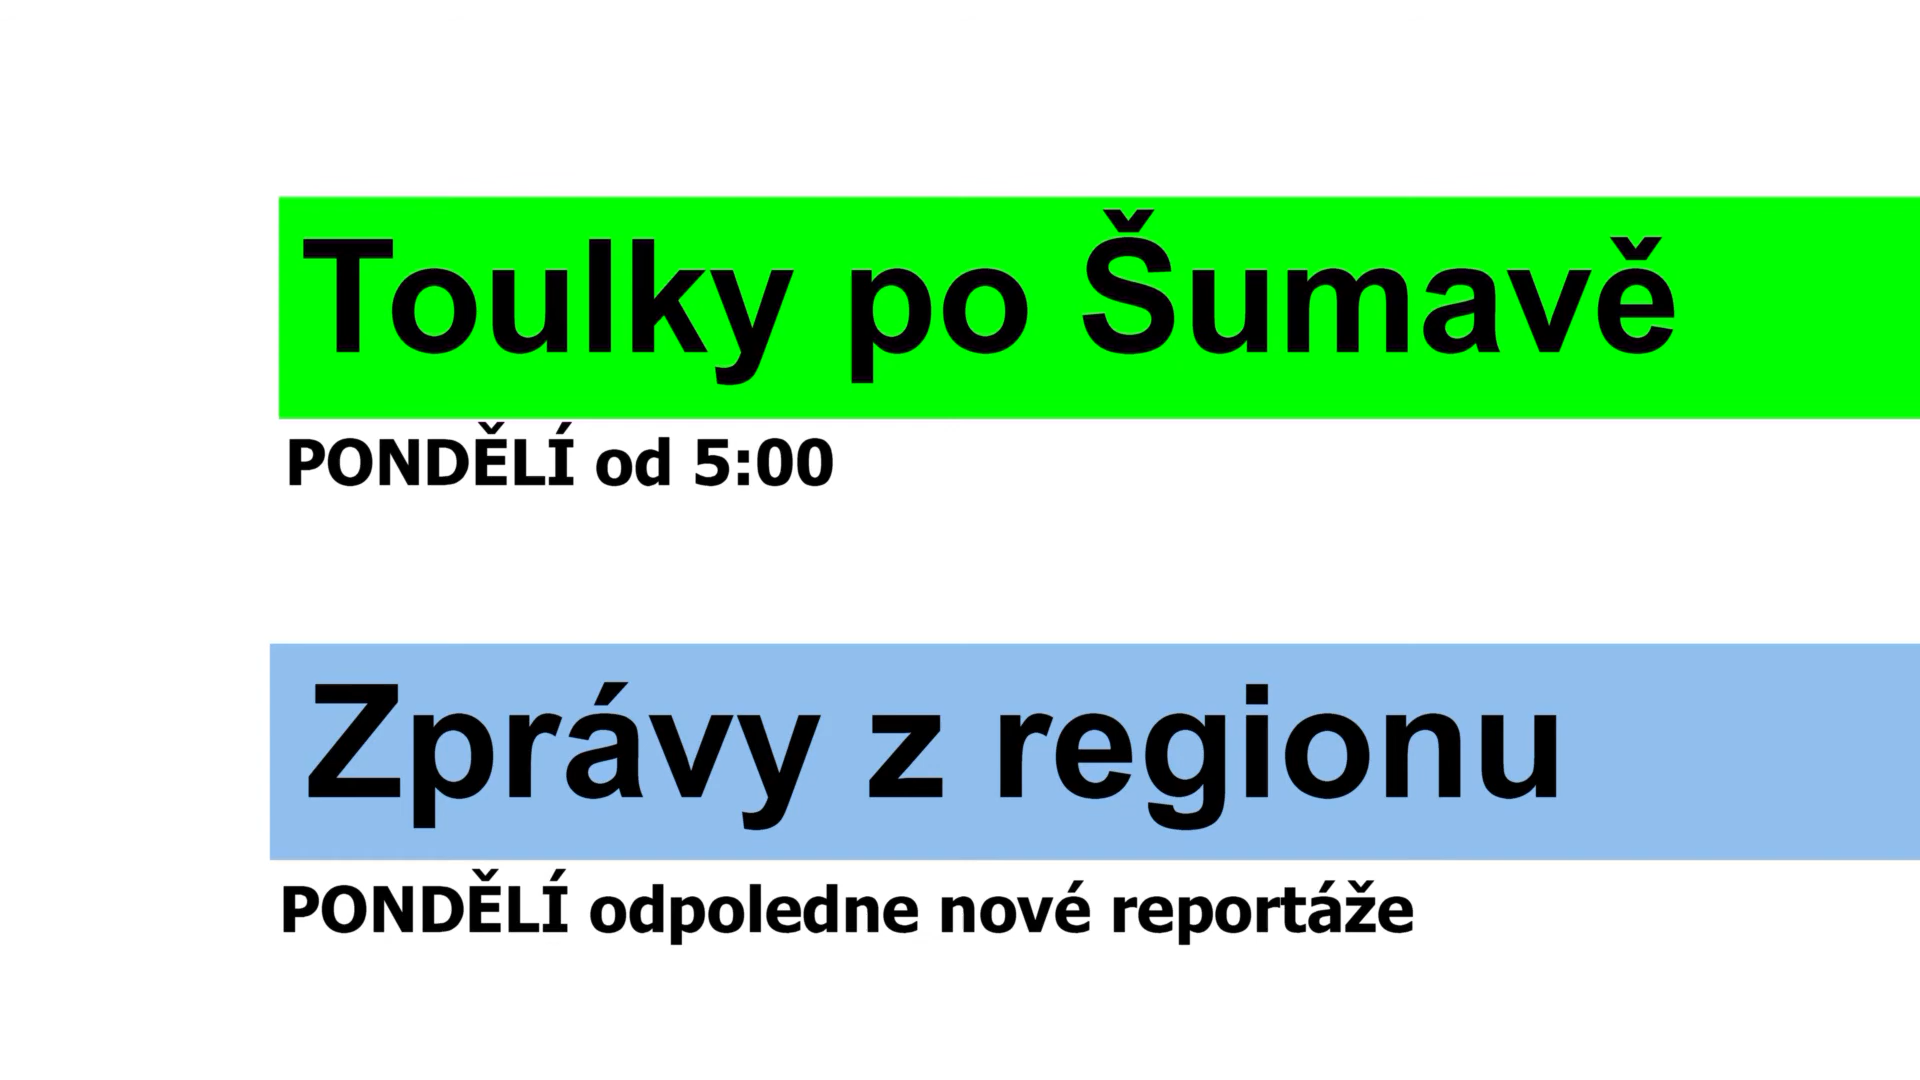 Toulky po Šumavě
PONDĚLÍ od 5:00
Zprávy z regionu
PONDĚLÍ odpoledne nové reportáže